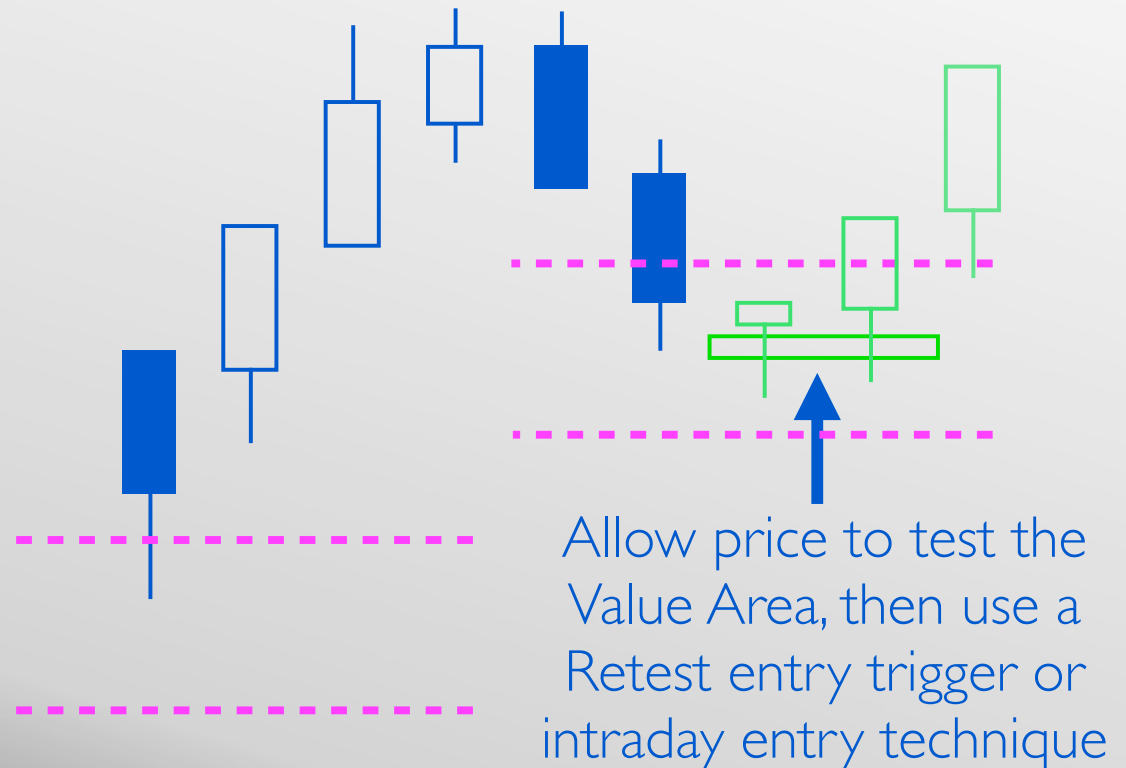 Allow price to test the
Value Area, then use a
Retest entry trigger or
intraday entry technique